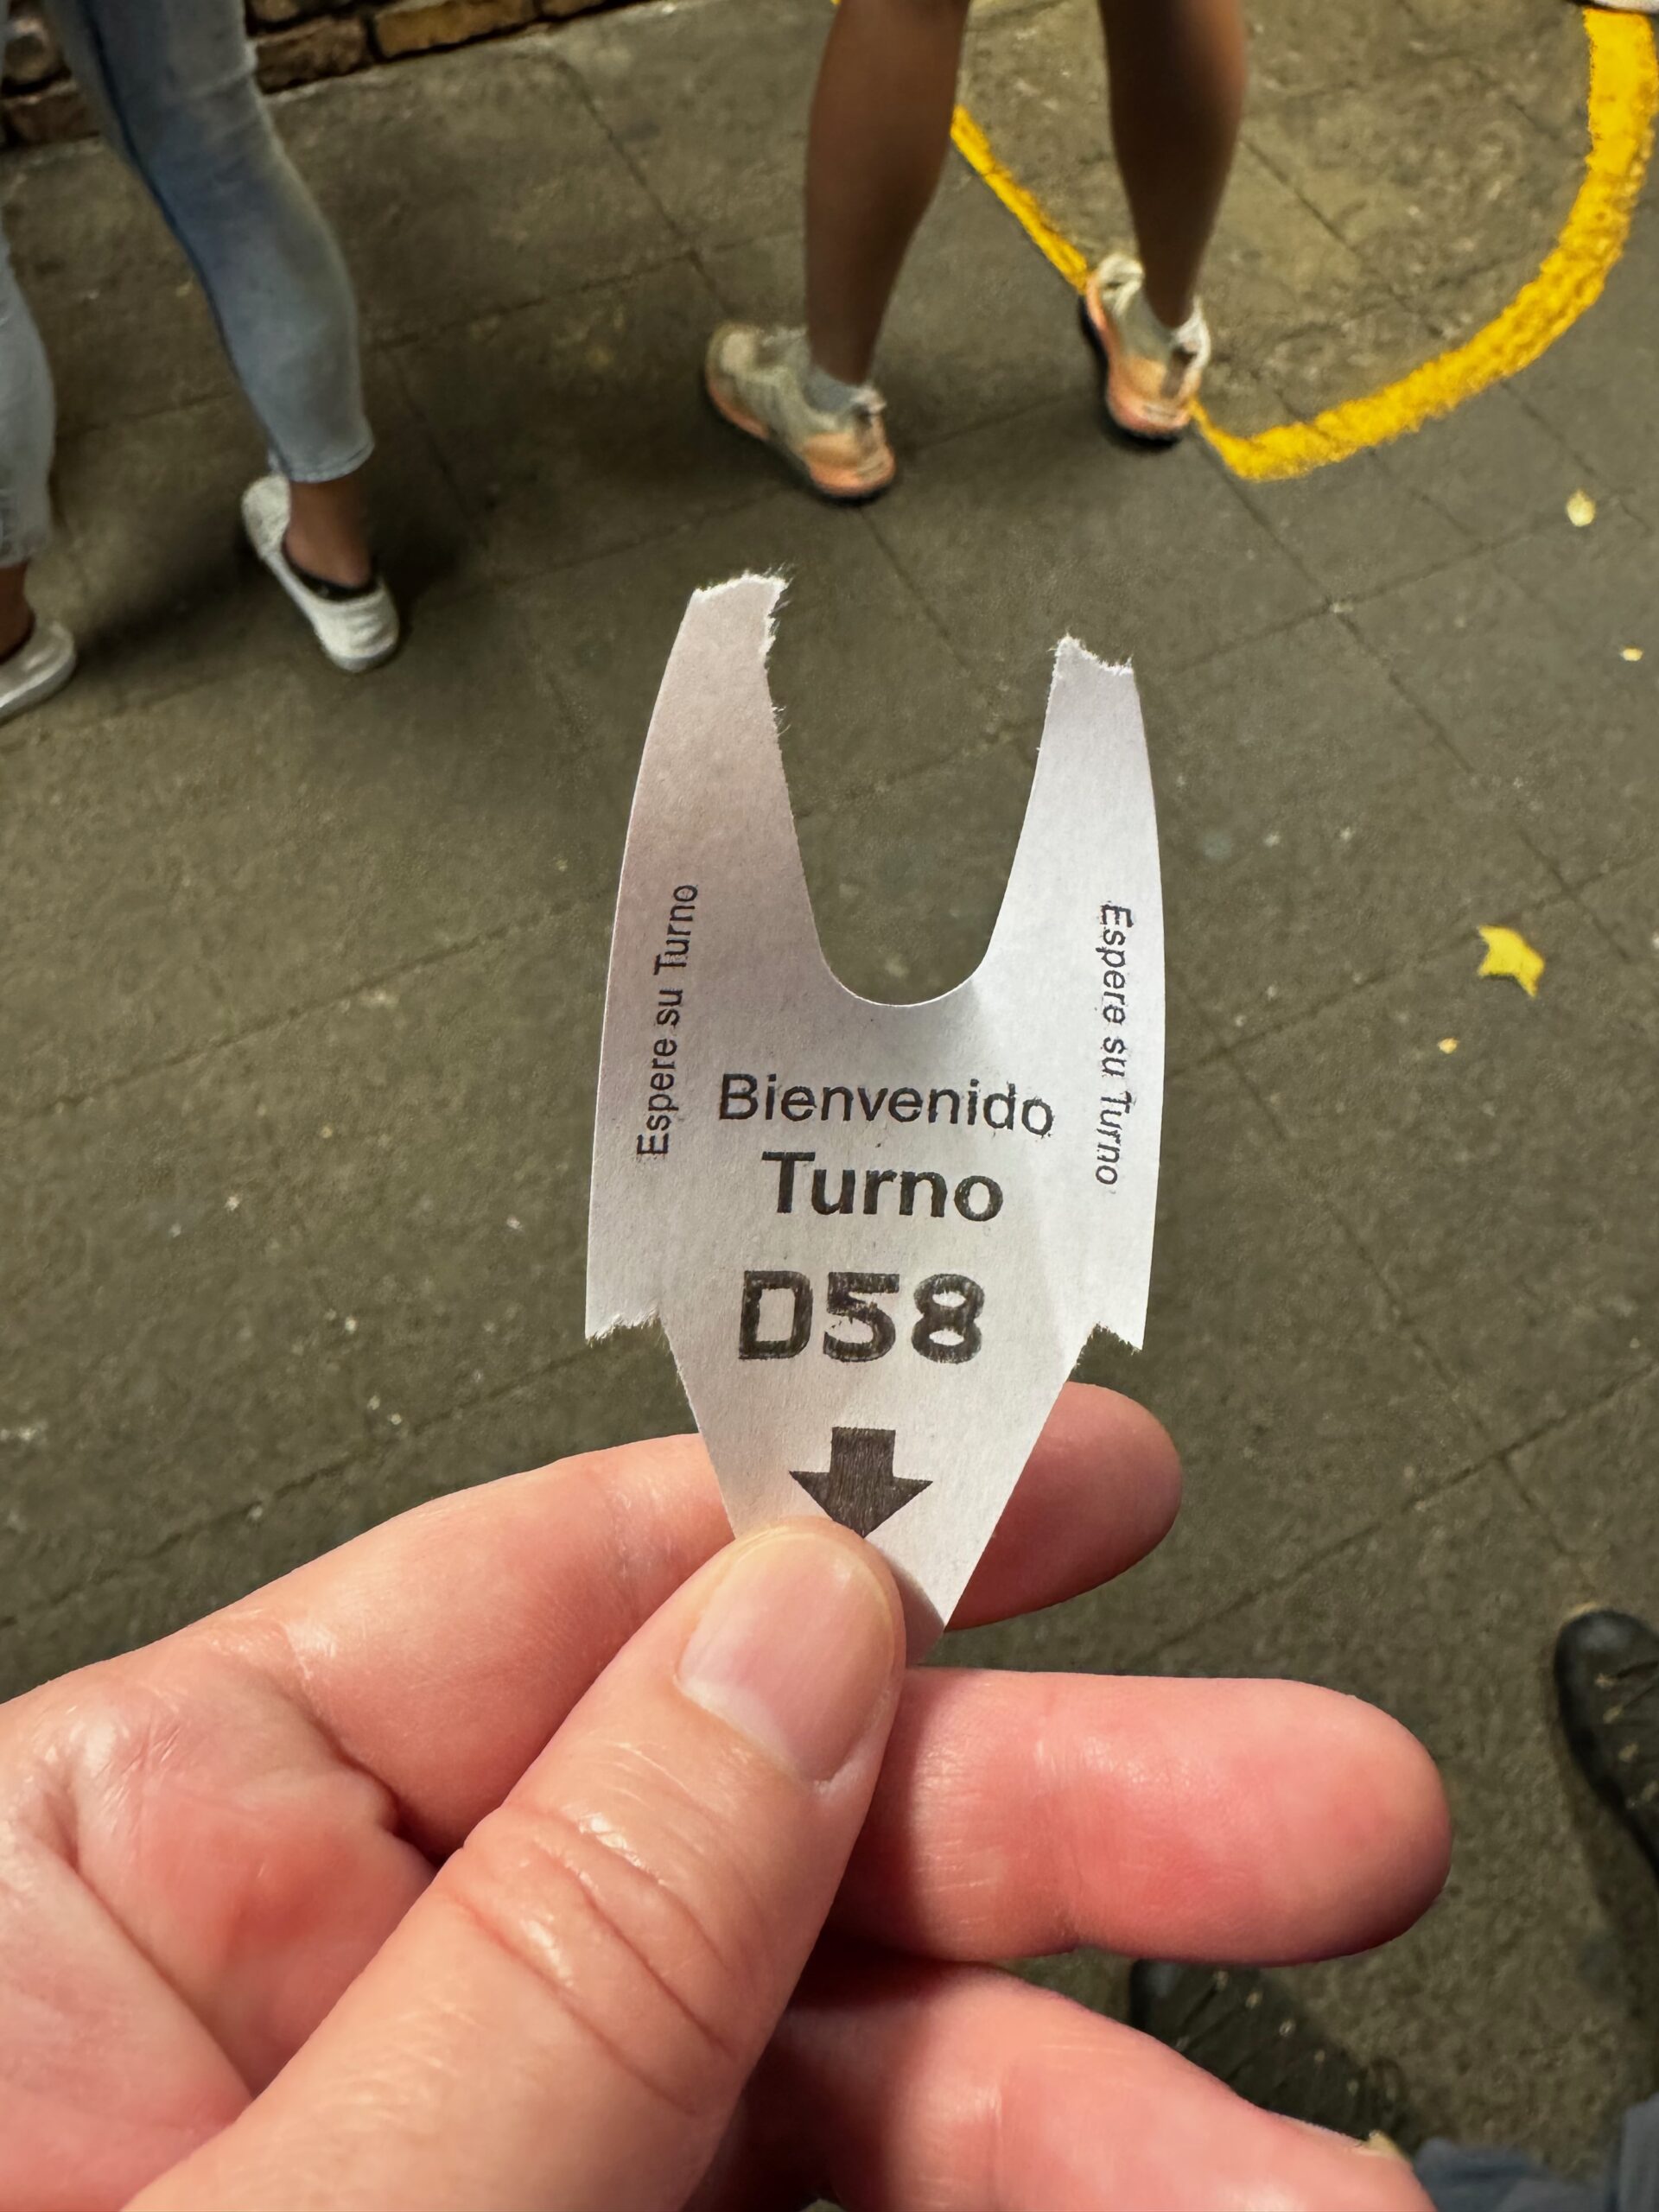 Espere su Turno
Bienvenido
Turno
D58
Espere su Turno